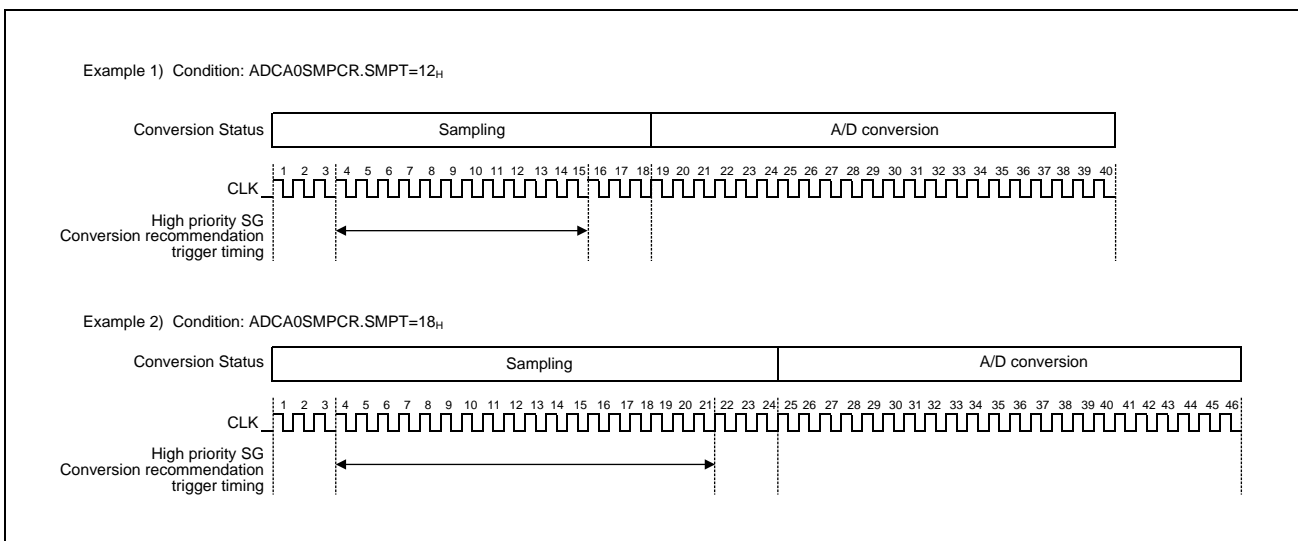 Example 1) Condition: ADCA0SMPCR.SMPT=12H
Conversion Status
Sampling
A/D conversion
1 2 3 4 5 6 7 8 9 10 11 12 13 14 15 16 17 18 19 20 21 22 23 24 25 26 27 28 29 30 31 32 33 34 35 36 37 38 39 40
CLK
High priority SG
Conversion recommendation
trigger timing
Example 2) Condition: ADCA0SMPCR.SMPT=18H
Conversion Status
Sampling
A/D conversion
1 2 3 4 5 6 7 8 9 10 11 12 13 14 15 16 17 18 19 20 21 22 23 24 25 26 27 28 29 30 31 32 33 34 35 36 37 38 39 40 41 42 43 44 45 46
CLK
High priority SG
Conversion recommendation
trigger timing